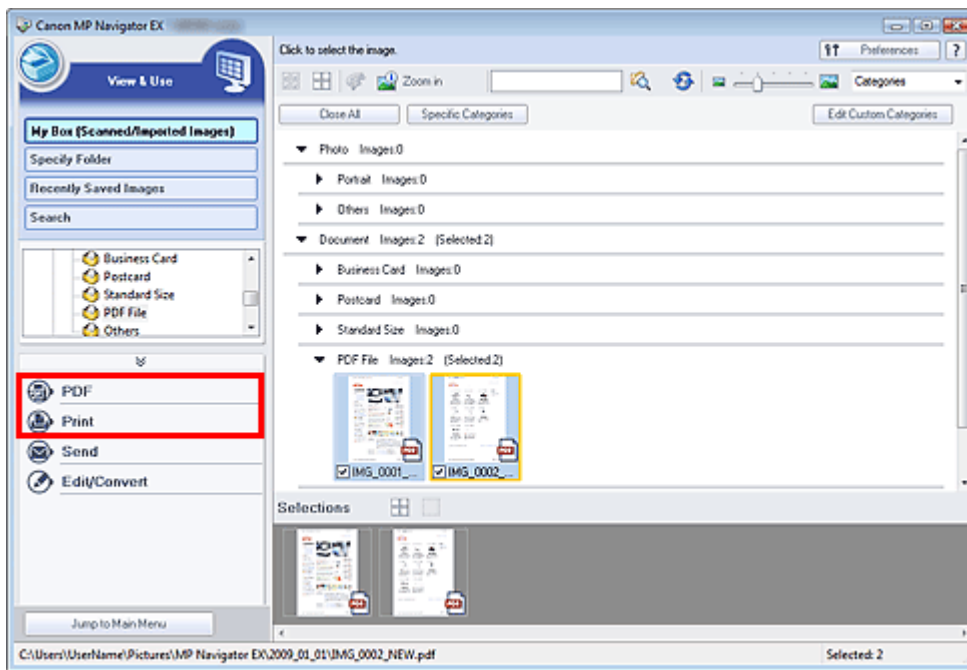 Canon MP Navigator EX
View & Use
My Box (Scanned/Imported Images)
Specify Folder
Recently Saved Images
Search
Business Card
Postcard
Standard Size
PDF File
Others
PDF
Print
Send
Edit/Convert
Jump to Main Menu
Click to select the image.
Preferences
?
Zoom in
Categories
Close All
Specific Categories
Edit Custom Categories
Photo Images:0
Portrait Images:0
Others Images:0
Document Images:2 (Selected:2)
Business Card Images:0
Postcard Images:0
Standard Size Images:0
PDF File Images:2 (Selected:2)
IMG_0001_... IMG_0002_...
Selections
C:\Users\UserName\Pictures\MP Navigator EX\2009_01_01\IMG_0002_NEW.pdf
Selected: 2